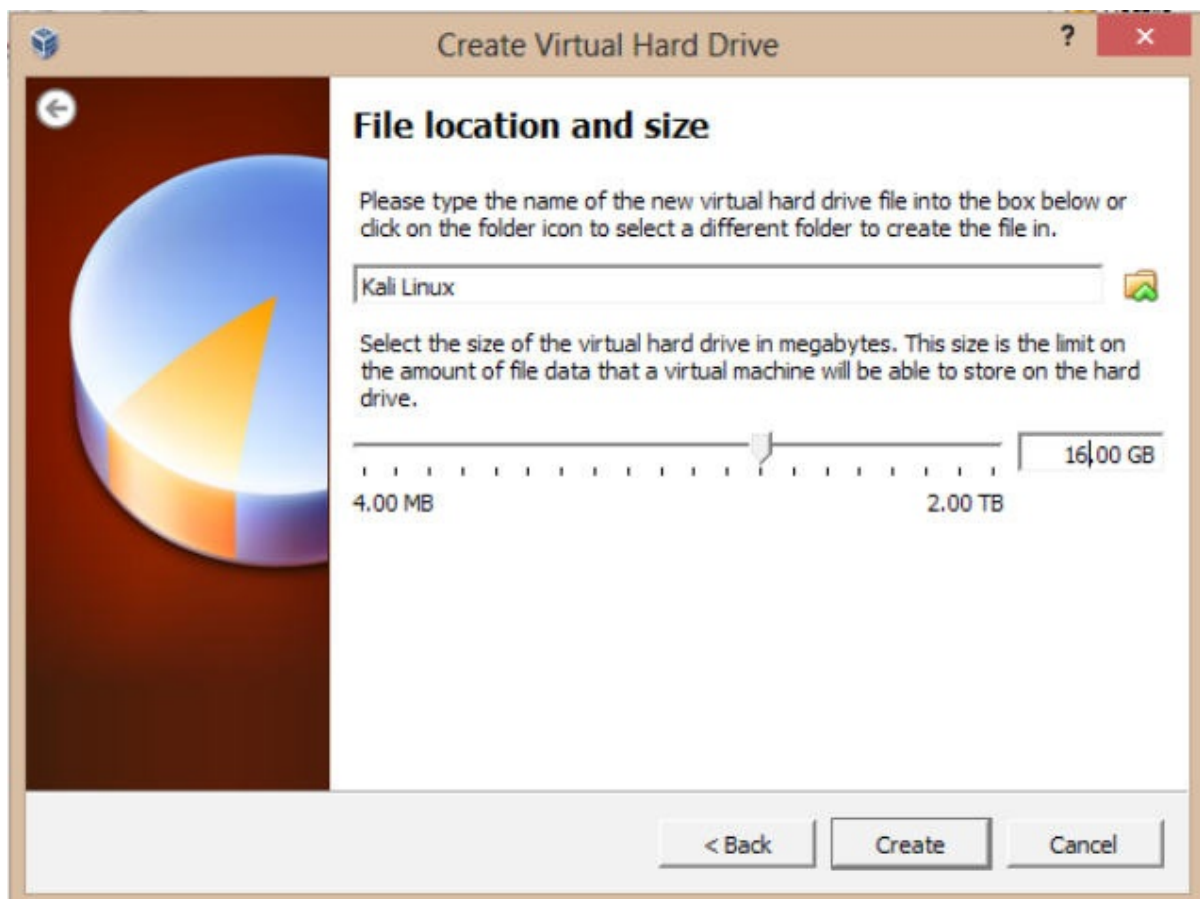 Create Virtual Hard Drive
?
×
File location and size
Please type the name of the new virtual hard drive file into the box below or
click on the folder icon to select a different folder to create the file in.
Kali Linux
Select the size of the virtual hard drive in megabytes. This size is the limit on
the amount of file data that a virtual machine will be able to store on the hard
drive.
16.00 GB
4.00 MB
2.00 TB
< Back
Create
Cancel